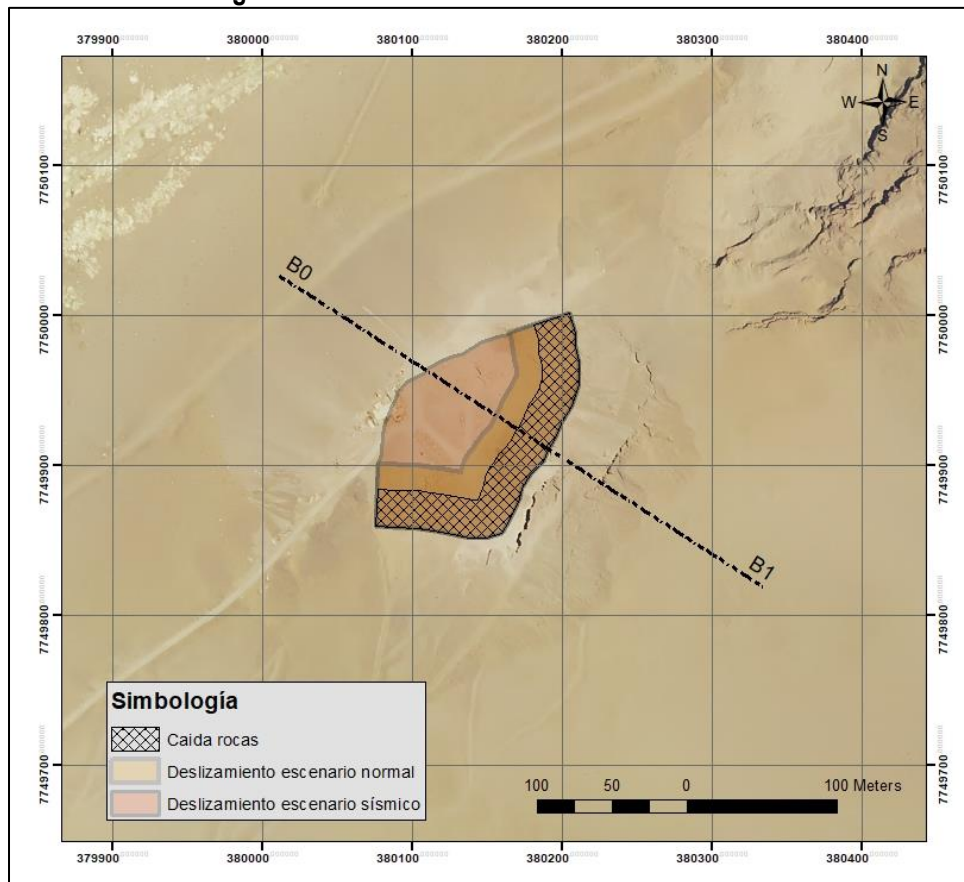 379900 380000 380100 380200 380300 380400
N
W E
S
7750100 7750100
B0
7750000 7750000
7749900 7749900
B1
7749800 7749800
Simbología
Caida rocas
Deslizamiento escenario normal
Deslizamiento escenario sísmico
100 50 0 100 Meters
7749700 7749700
379900 380000 380100 380200 380300 380400